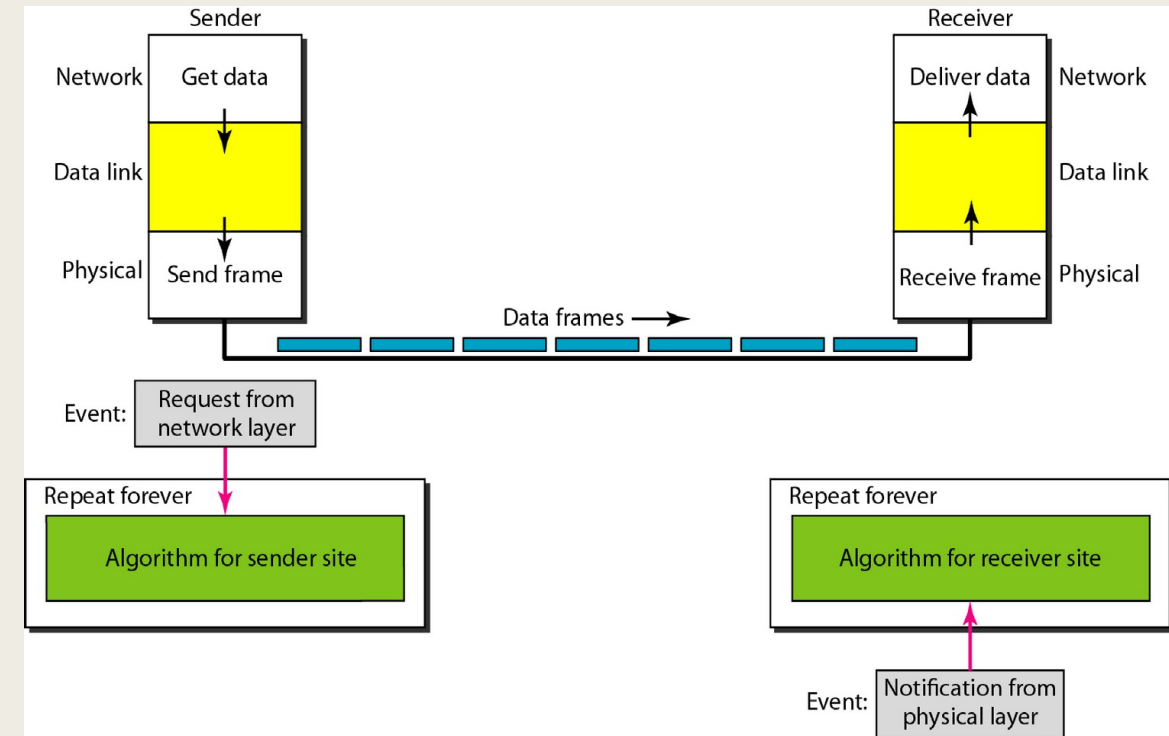 Sender
Receiver
Network
Get data
Deliver data
Network
Data link
Data link
Physical
Send frame
Receive frame
Physical
Data frames
Event:
Request from
network layer
Repeat forever
Algorithm for sender site
Repeat forever
Algorithm for receiver site
Event:
Notification from
physical layer